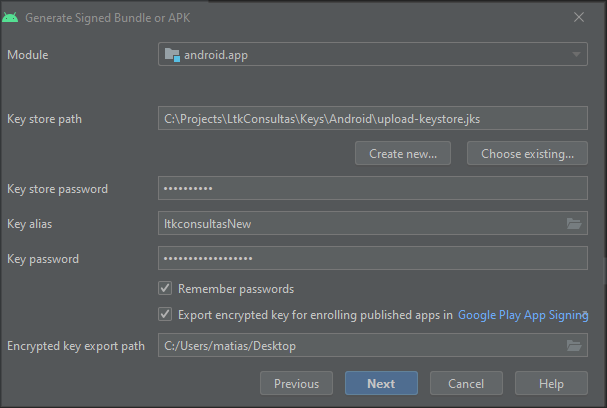 Generate Signed Bundle or APK
Module android.app
Key store path C:\Projects\LtkConsultas\Keys\Android\upload-keystore.jks
Create new... Choose existing...
Key store password ••••••••••
Key alias ltkconsultasNew
Key password •••••••••••••••••
Remember passwords
Export encrypted key for enrolling published apps in Google Play App Signing
Encrypted key export path C:/Users/matias/Desktop
Previous Next Cancel Help